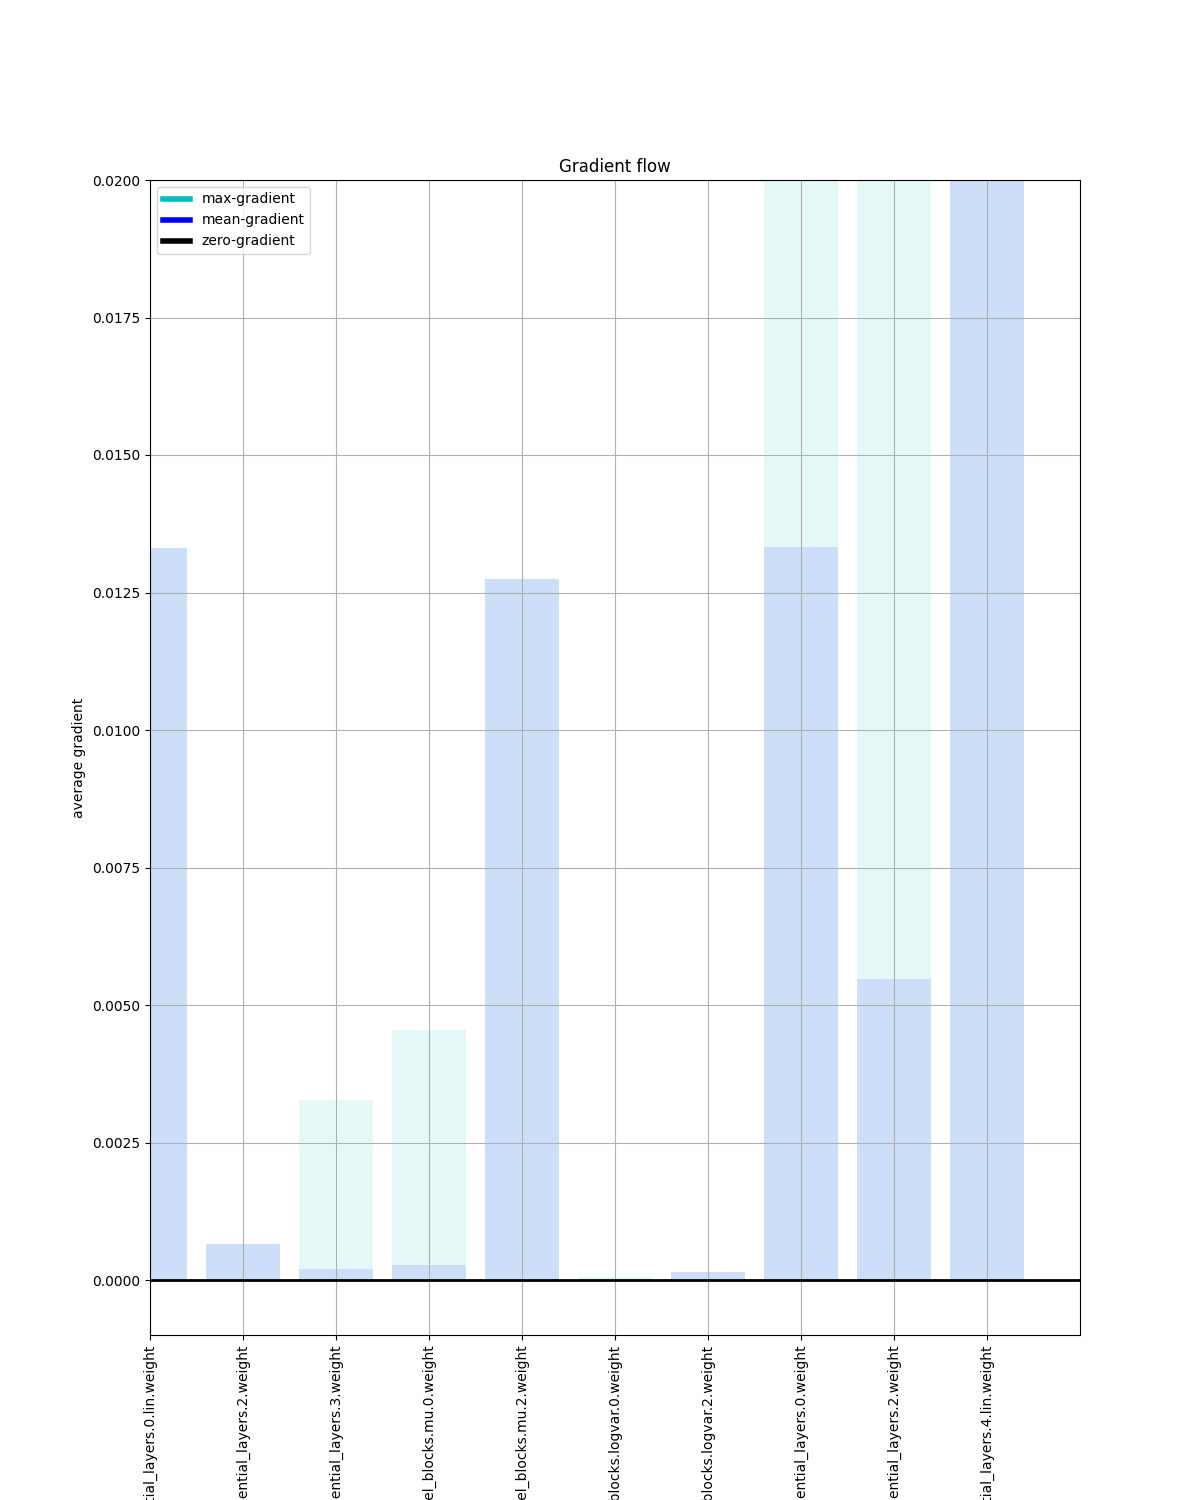 Gradient flow
max-gradient
mean-gradient
zero-gradient
0.0200
0.0175
0.0150
0.0125
0.0100
0.0075
0.0050
0.0025
0.0000
average gradient
tial_layers.0.lin.weight
ential_layers.2.weight
ential_layers.3.weight
el_blocks.mu.0.weight
el_blocks.mu.2.weight
blocks.logvar.0.weight
blocks.logvar.2.weight
ential_layers.0.weight
ential_layers.2.weight
tial_layers.4.lin.weight